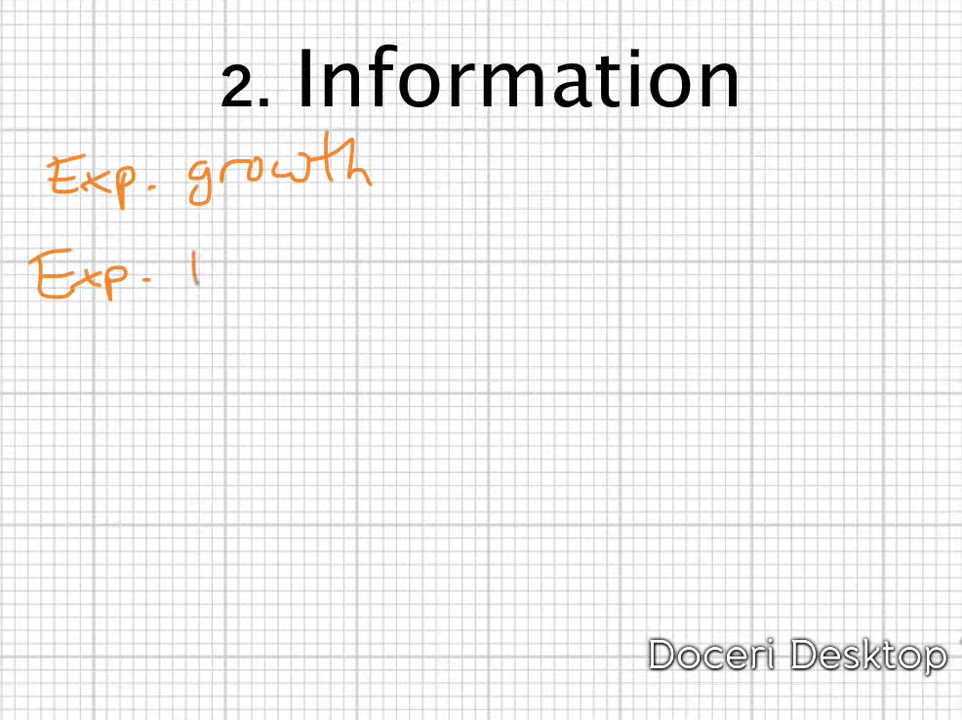 2. Information
Exp. growth
Exp.
Doceri Desktop